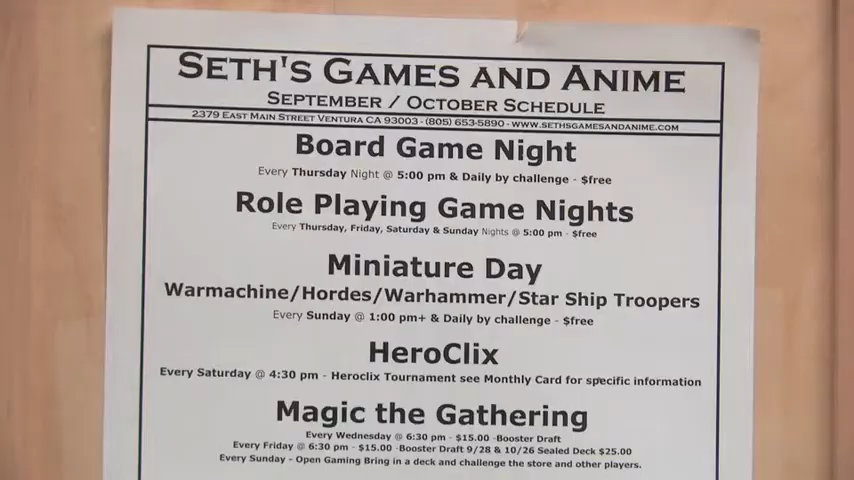 SETH'S GAMES AND ANIME
SEPTEMBER / OCTOBER SCHEDULE
2379 EAST MAIN STREET VENTURA CA 93003 - (805) 653-5890 - WWW.SETHSGAMESANDANIME.COM
Board Game Night
Every Thursday Night @ 5:00 pm & Daily by challenge - $free
Role Playing Game Nights
Every Thursday, Friday, Saturday & Sunday Nights @ 5:00 pm - $free
Miniature Day
Warmachine/Hordes/Warhammer/Star Ship Troopers
Every Sunday @ 1:00 pm+ & Daily by challenge - $free
HeroClix
Every Saturday @ 4:30 pm - Heroclix Tournament see Monthly Card for specific information
Magic the Gathering
Every Wednesday @ 6:30 pm - $15.00 -Booster Draft
Every Friday @ 6:30 pm - $15.00 -Booster Draft 9/28 & 10/26 Sealed Deck $25.00
Every Sunday - Open Gaming Bring in a deck and challenge the store and other players.